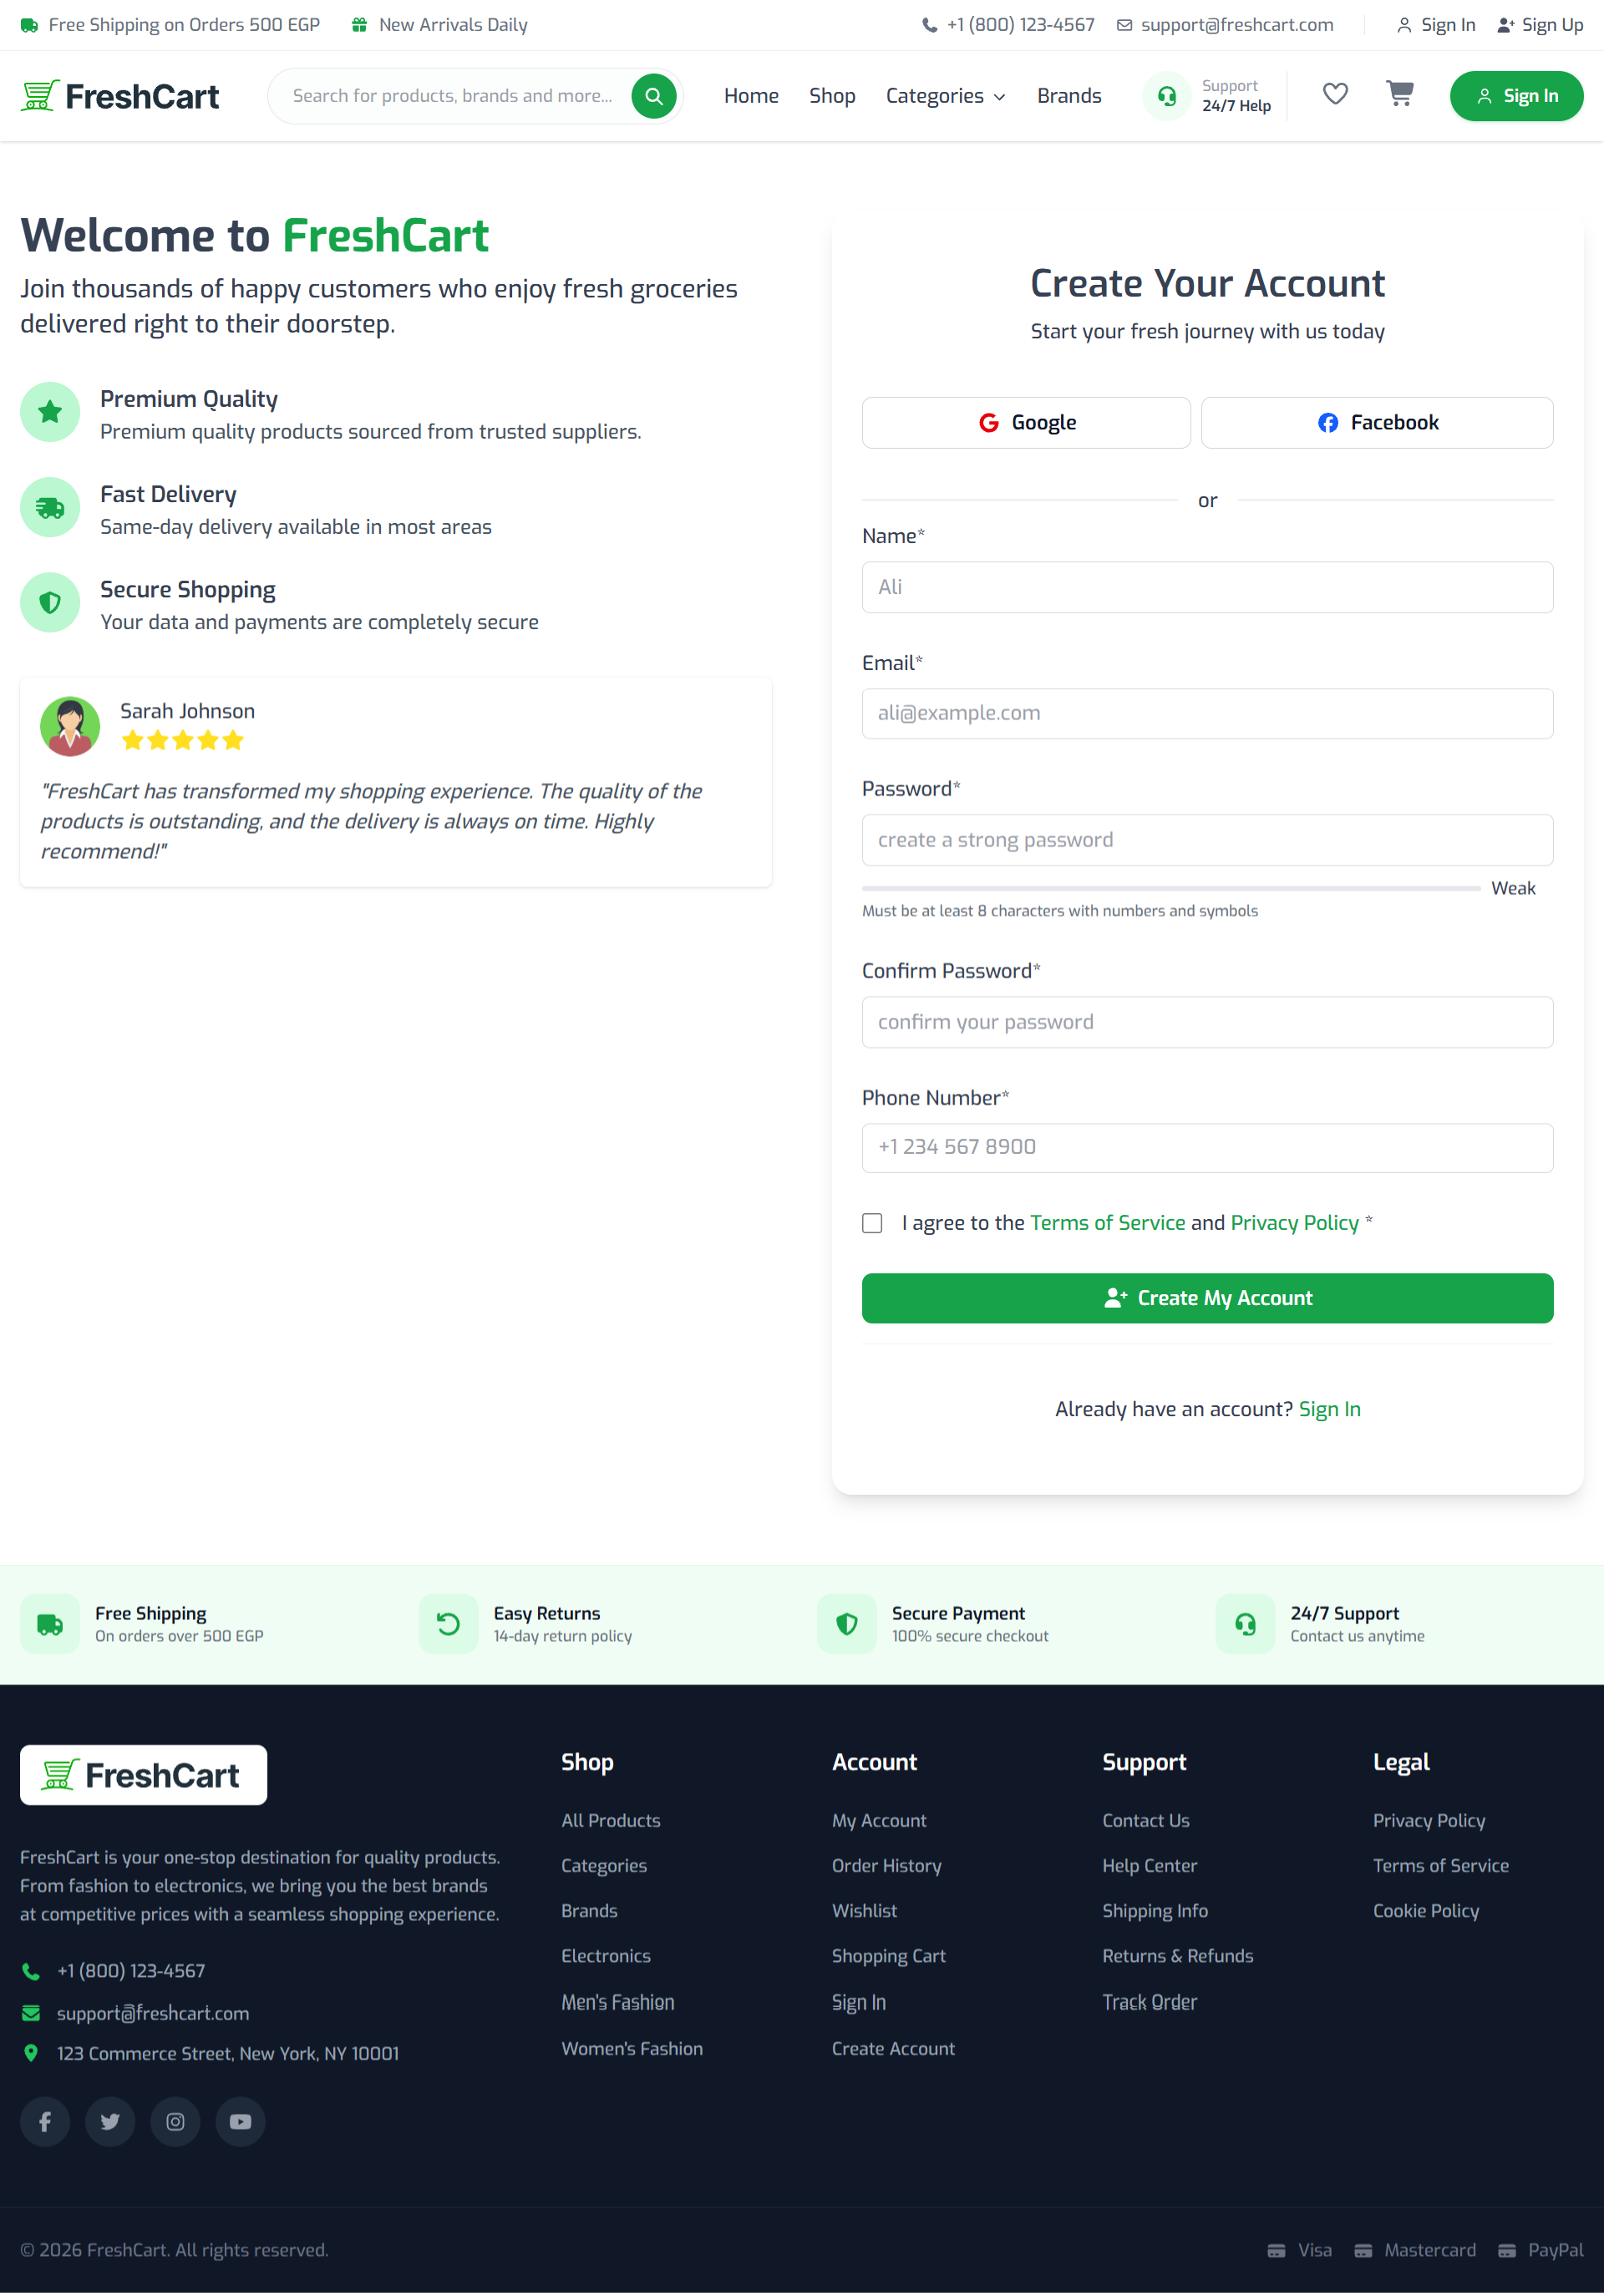 Free Shipping on Orders 500 EGP
New Arrivals Daily
+1 (800) 123-4567
support@freshcart.com
Sign In
Sign Up
FreshCart
Search for products, brands and more...
Home
Shop
Categories
Brands
Support
24/7 Help
Sign In
Welcome to FreshCart
Join thousands of happy customers who enjoy fresh groceries
delivered right to their doorstep.
Premium Quality
Premium quality products sourced from trusted suppliers.
Fast Delivery
Same-day delivery available in most areas
Secure Shopping
Your data and payments are completely secure
Sarah Johnson
"FreshCart has transformed my shopping experience. The quality of the
products is outstanding, and the delivery is always on time. Highly
recommend!"
Create Your Account
Start your fresh journey with us today
Google
Facebook
or
Name*
Ali
Email*
ali@example.com
Password*
create a strong password
Weak
Must be at least 8 characters with numbers and symbols
Confirm Password*
confirm your password
Phone Number*
+1 234 567 8900
I agree to the Terms of Service and Privacy Policy *
Create My Account
Already have an account? Sign In
Free Shipping
On orders over 500 EGP
Easy Returns
14-day return policy
Secure Payment
100% secure checkout
24/7 Support
Contact us anytime
FreshCart
FreshCart is your one-stop destination for quality products.
From fashion to electronics, we bring you the best brands
at competitive prices with a seamless shopping experience.
+1 (800) 123-4567
support@freshcart.com
123 Commerce Street, New York, NY 10001
Shop
All Products
Categories
Brands
Electronics
Men's Fashion
Women's Fashion
Account
My Account
Order History
Wishlist
Shopping Cart
Sign In
Create Account
Support
Contact Us
Help Center
Shipping Info
Returns & Refunds
Track Order
Legal
Privacy Policy
Terms of Service
Cookie Policy
© 2026 FreshCart. All rights reserved.
Visa
Mastercard
PayPal